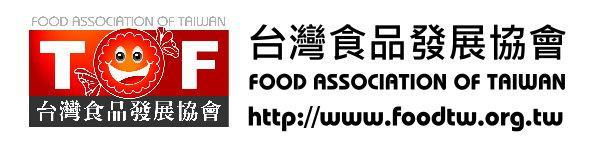 FOOD ASSOCIATION OF TAIWAN
TOF
台灣食品發展協會
台灣食品發展協會
FOOD ASSOCIATION OF TAIWAN
http://www.foodtw.org.tw